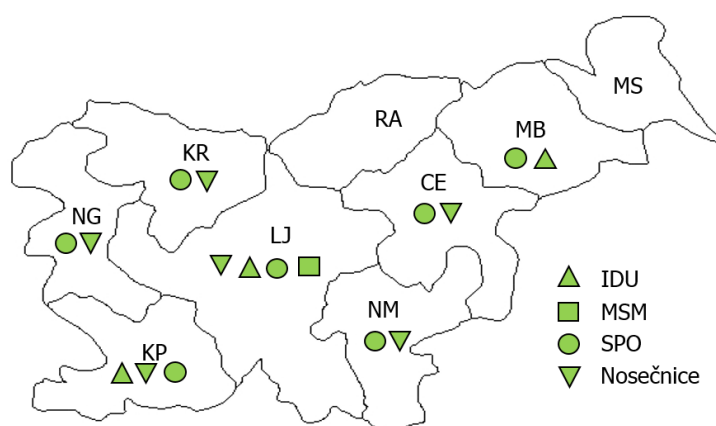 MS
RA
MB
KR
CE
NG
LJ
NM
KP
IDU
MSM
SPO
Nosečnice